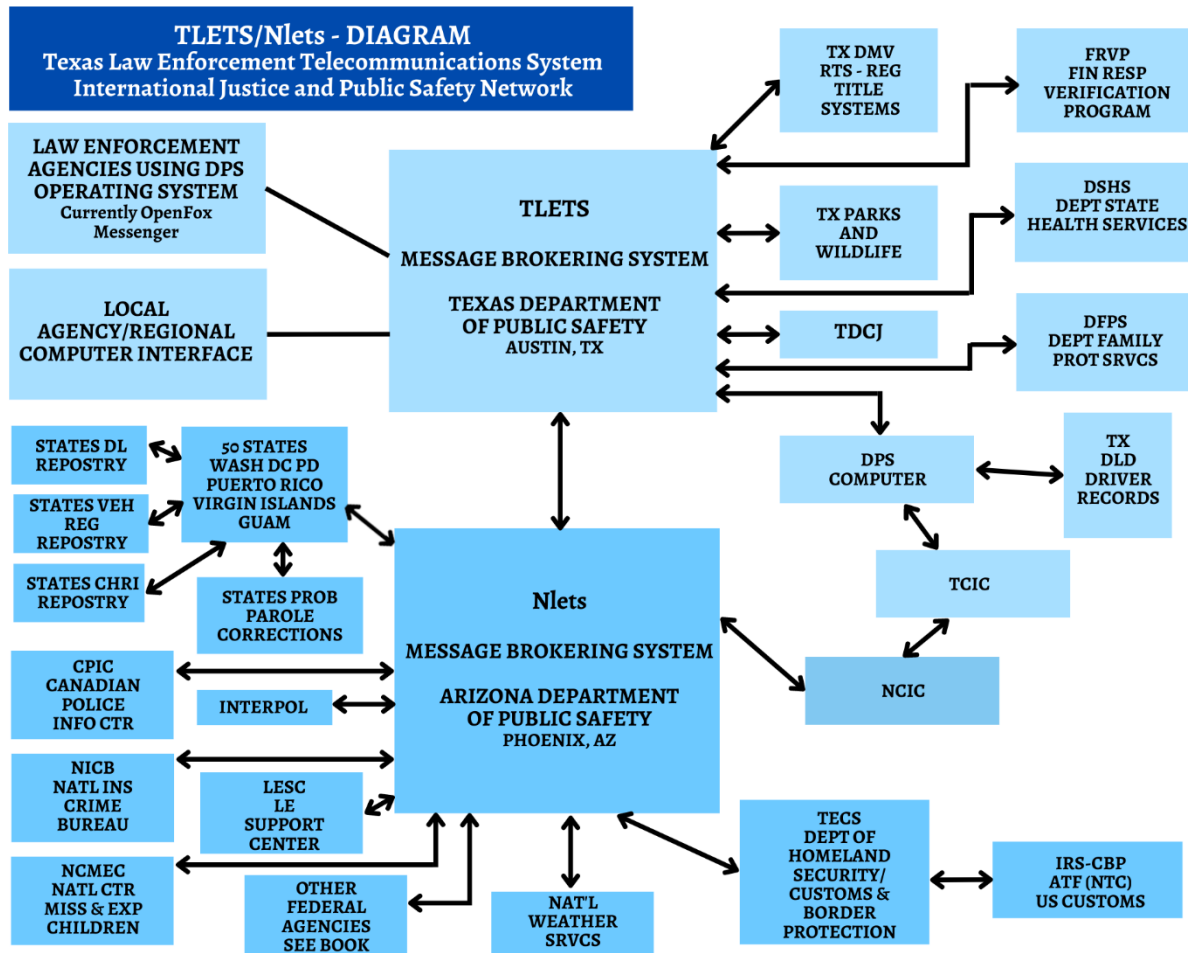 TLETS/Nlets - DIAGRAM
Texas Law Enforcement Telecommunications System
International Justice and Public Safety Network
TX DMV
RTS - REG
TITLE
SYSTEMS
FRVP
FIN RESP
VERIFICATION
PROGRAM
LAW ENFORCEMENT
AGENCIES USING DPS
OPERATING SYSTEM
Currently OpenFox
Messenger
TLETS
MESSAGE BROKERING SYSTEM
TEXAS DEPARTMENT
OF PUBLIC SAFETY
AUSTIN, TX
TX PARKS
AND
WILDLIFE
DSHS
DEPT STATE
HEALTH SERVICES
LOCAL
AGENCY/REGIONAL
COMPUTER INTERFACE
TDCJ
DFPS
DEPT FAMILY
PROT SRVCS
STATES DL
REPOSTRY
50 STATES
WASH DC PD
PUERTO RICO
VIRGIN ISLANDS
GUAM
DPS
COMPUTER
TX
DLD
DRIVER
RECORDS
STATES VEH
REG
REPOSTRY
STATES CHRI
REPOSTRY
STATES PROB
PAROLE
CORRECTIONS
Nlets
MESSAGE BROKERING SYSTEM
ARIZONA DEPARTMENT
OF PUBLIC SAFETY
PHOENIX, AZ
TCIC
NCIC
CPIC
CANADIAN
POLICE
INFO CTR
INTERPOL
NICB
NATL INS
CRIME
BUREAU
LESC
LE
SUPPORT
CENTER
NCMEC
NATL CTR
MISS & EXP
CHILDREN
OTHER
FEDERAL
AGENCIES
SEE BOOK
NAT'L
WEATHER
SRVCS
TECS
DEPT OF
HOMELAND
SECURITY/
CUSTOMS &
BORDER
PROTECTION
IRS-CBP
ATF (NTC)
US CUSTOMS